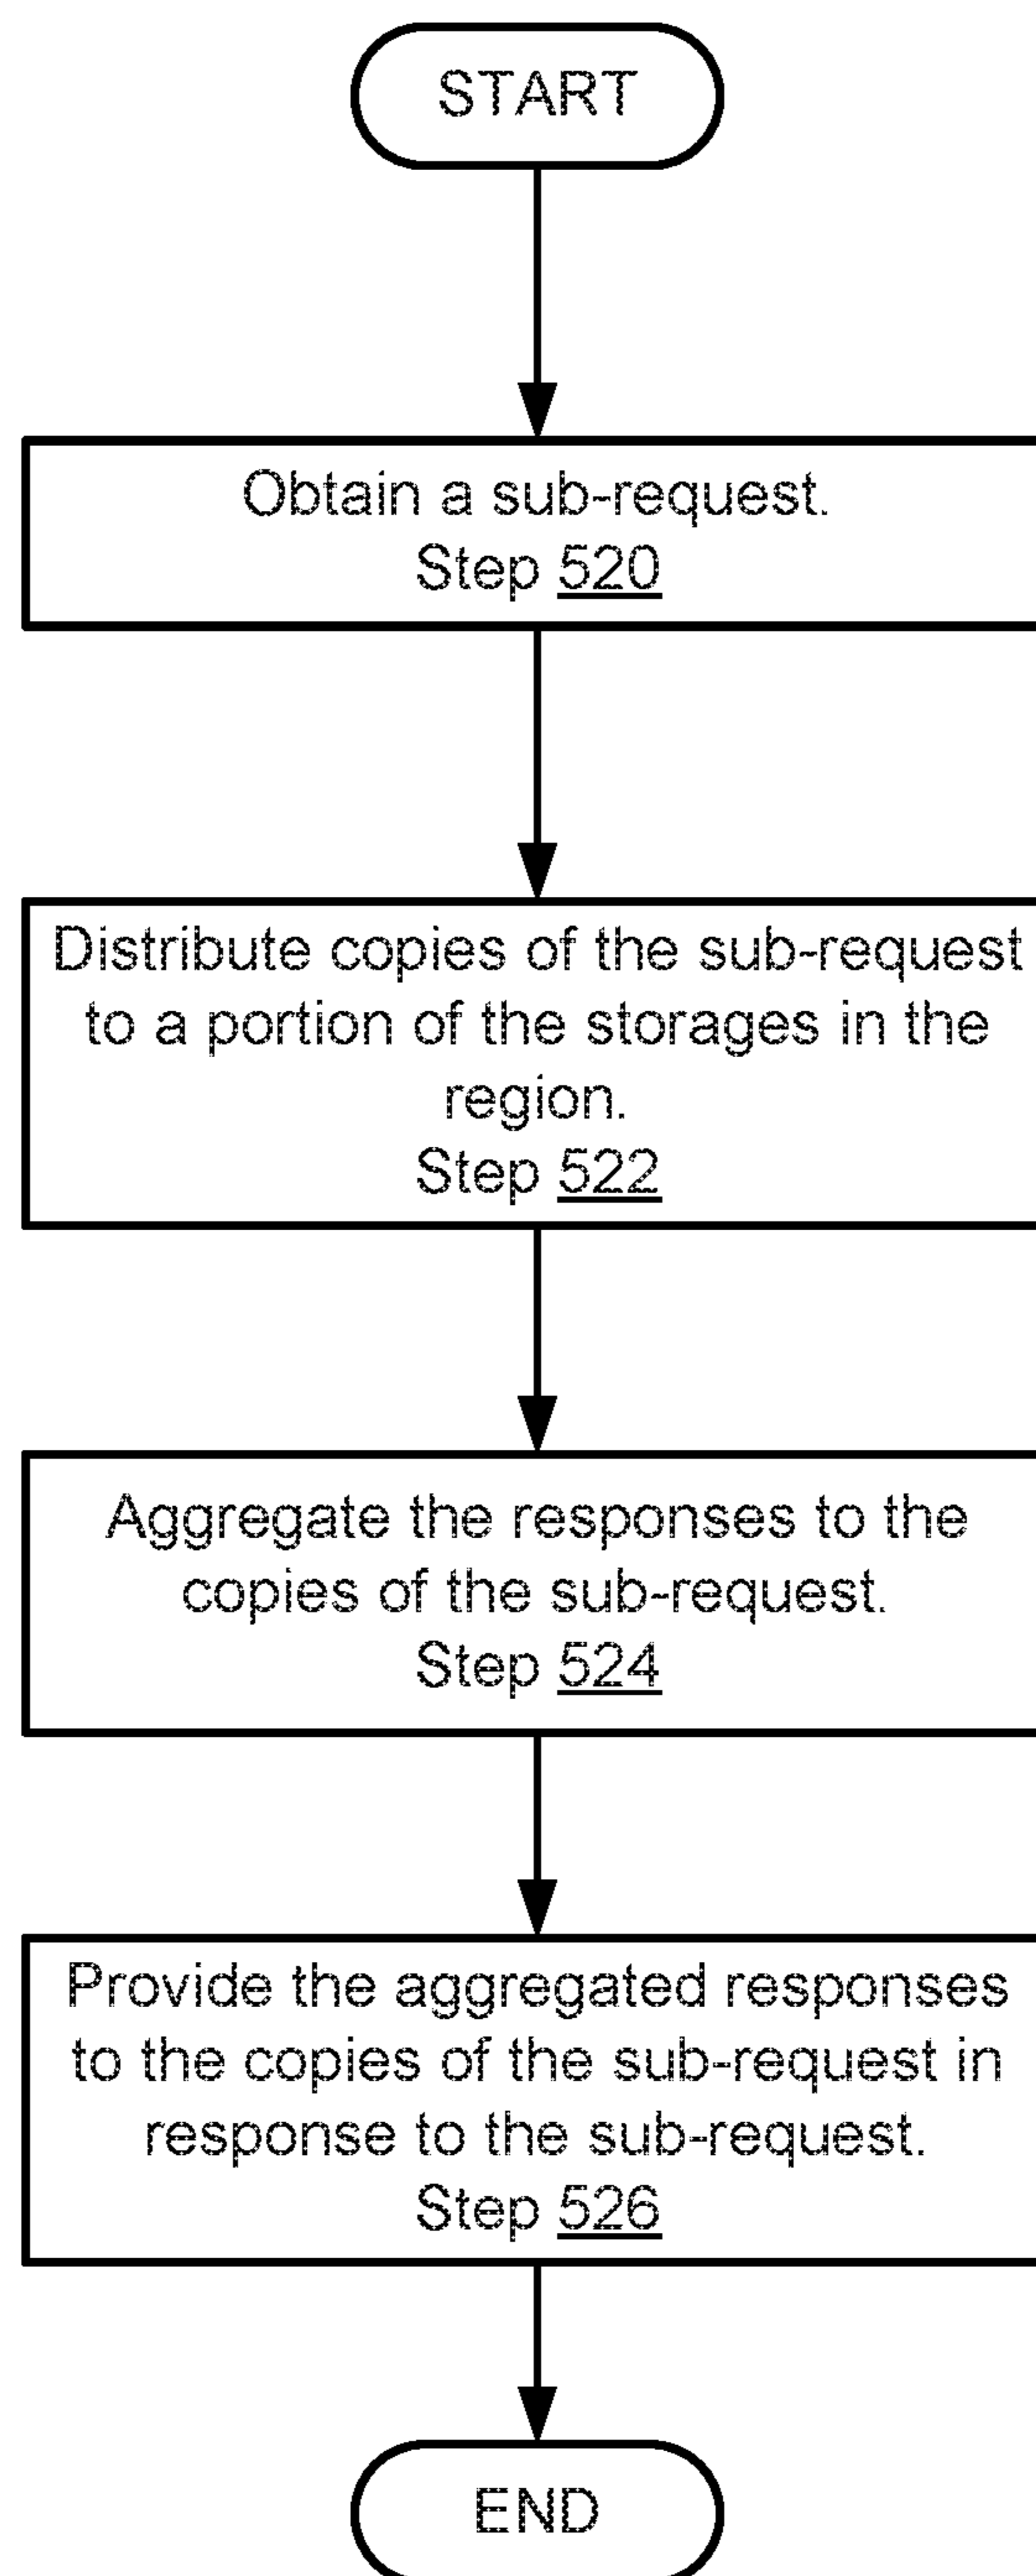 START
Obtain a sub-request.
Step 520
Distribute copies of the sub-request
to a portion of the storages in the
region.
Step 522
Aggregate the responses to the
copies of the sub-request.
Step 524
Provide the aggregated responses
to the copies of the sub-request in
response to the sub-request.
Step 526
END